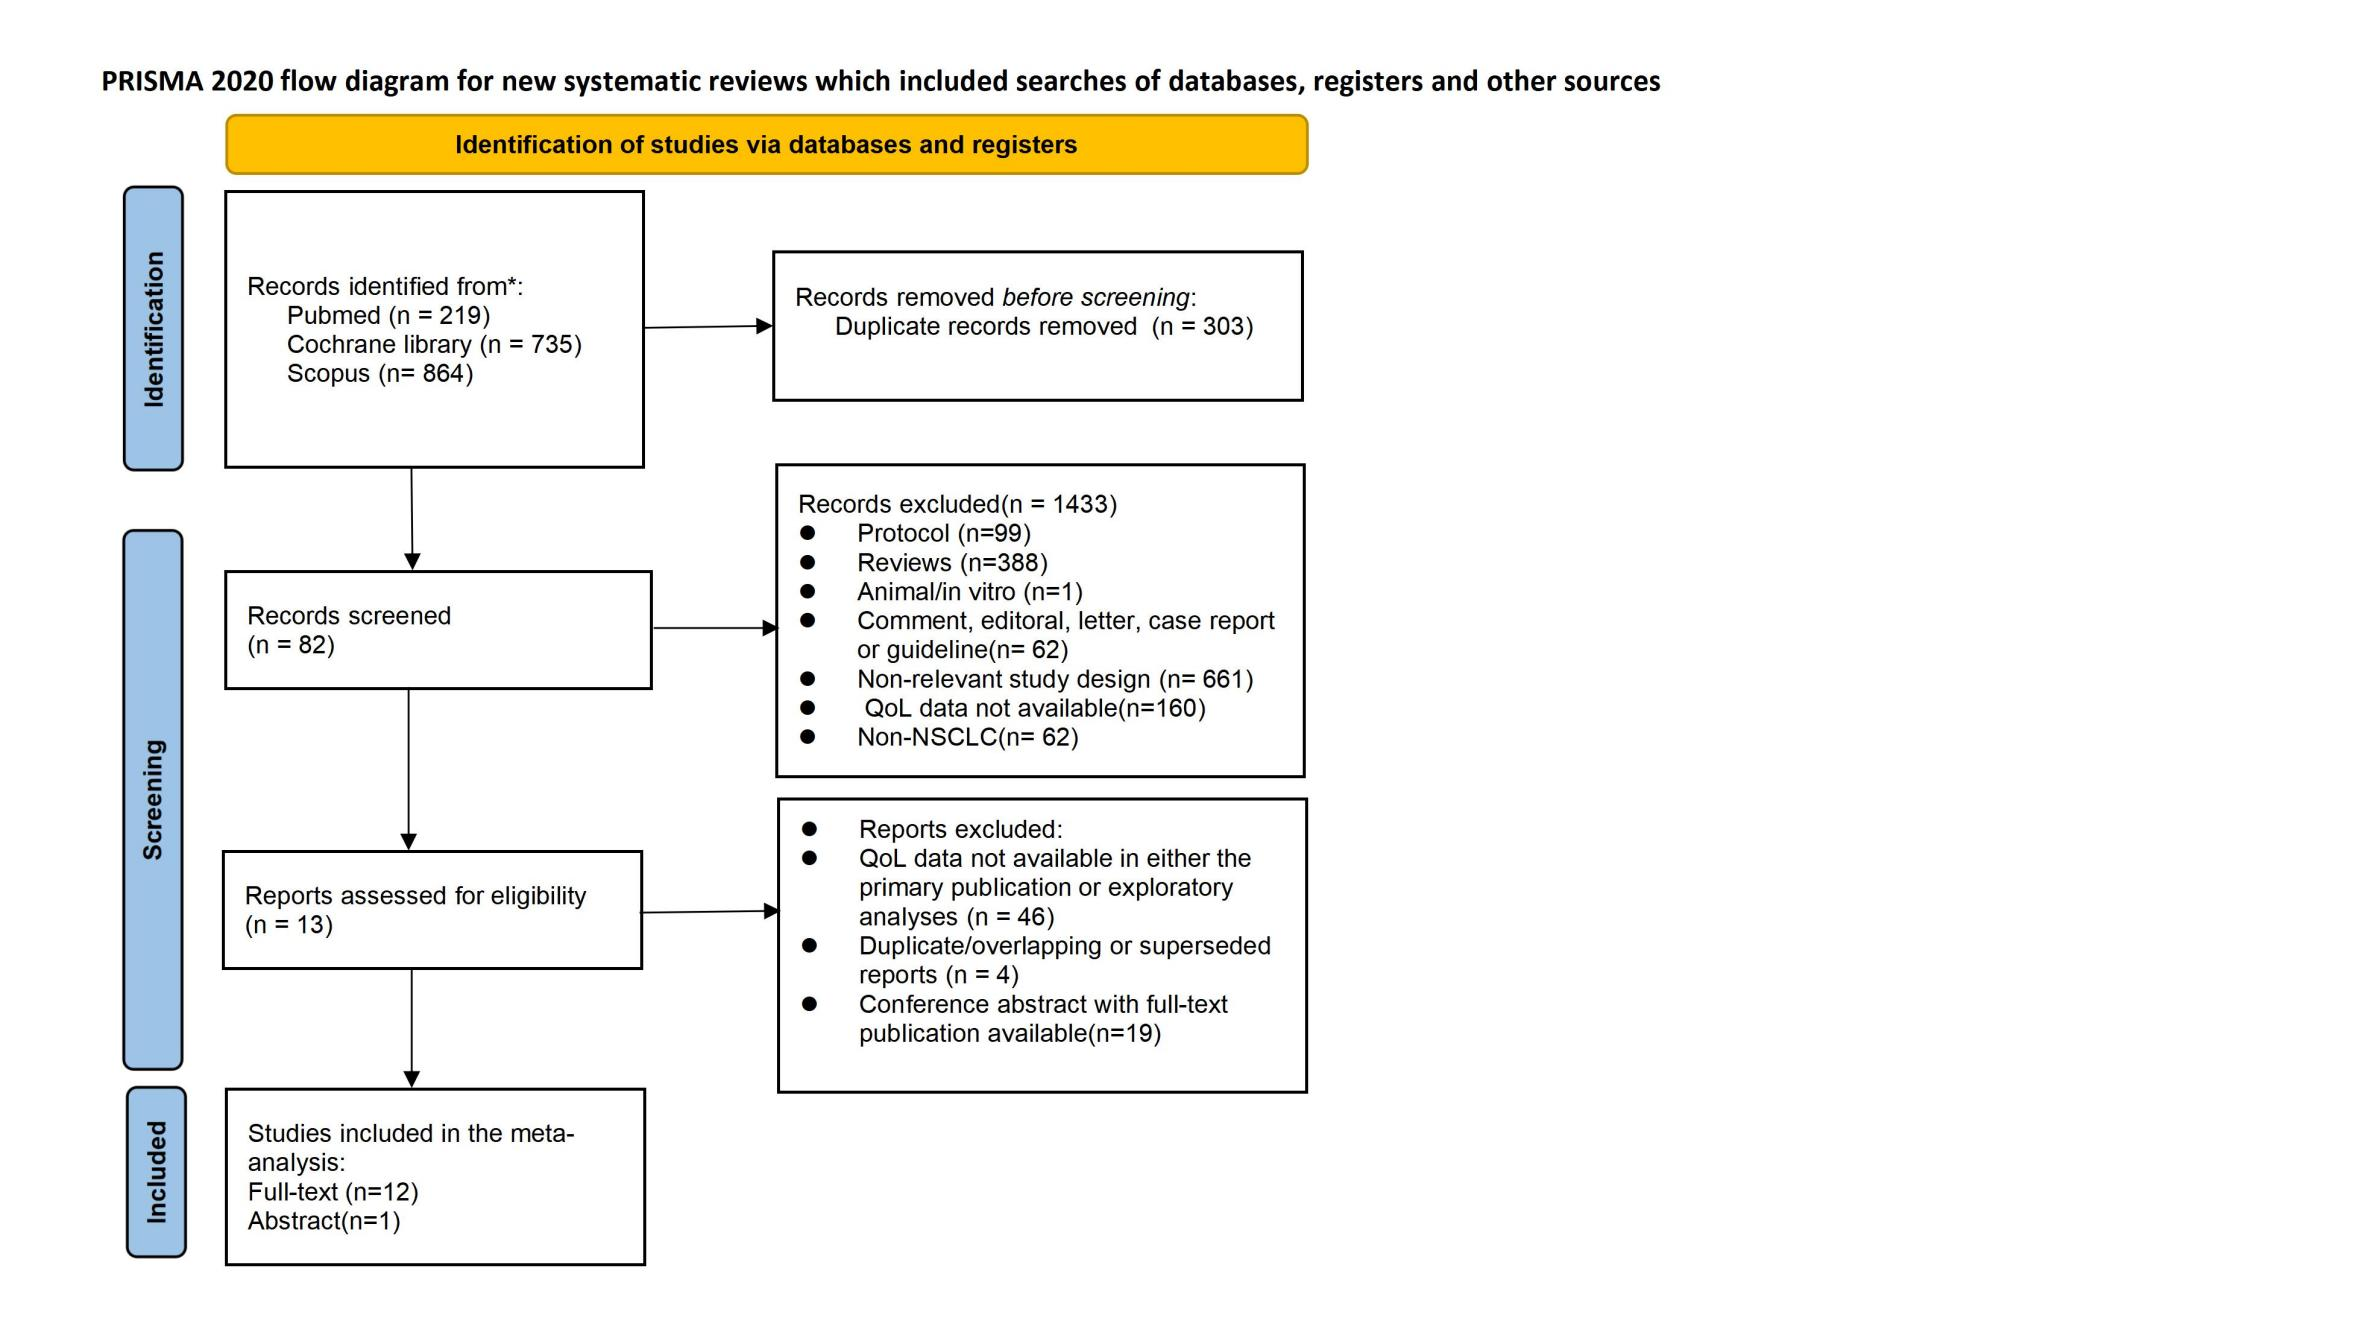 PRISMA 2020 flow diagram for new systematic reviews which included searches of databases, registers and other sources
Identification of studies via databases and registers
Identification
Records identified from*:
Pubmed (n = 219)
Cochrane library (n = 735)
Scopus (n= 864)
Records removed before screening:
Duplicate records removed (n = 303)
Screening
Records screened
(n = 82)
Records excluded(n = 1433)
● Protocol (n=99)
● Reviews (n=388)
● Animal/in vitro (n=1)
● Comment, editoral, letter, case report
or guideline(n= 62)
● Non-relevant study design (n= 661)
● QoL data not available(n=160)
● Non-NSCLC(n= 62)
Reports assessed for eligibility
(n = 13)
● Reports excluded:
● QoL data not available in either the
primary publication or exploratory
analyses (n = 46)
● Duplicate/overlapping or superseded
reports (n = 4)
● Conference abstract with full-text
publication available(n=19)
Included
Studies included in the meta-
analysis:
Full-text (n=12)
Abstract(n=1)